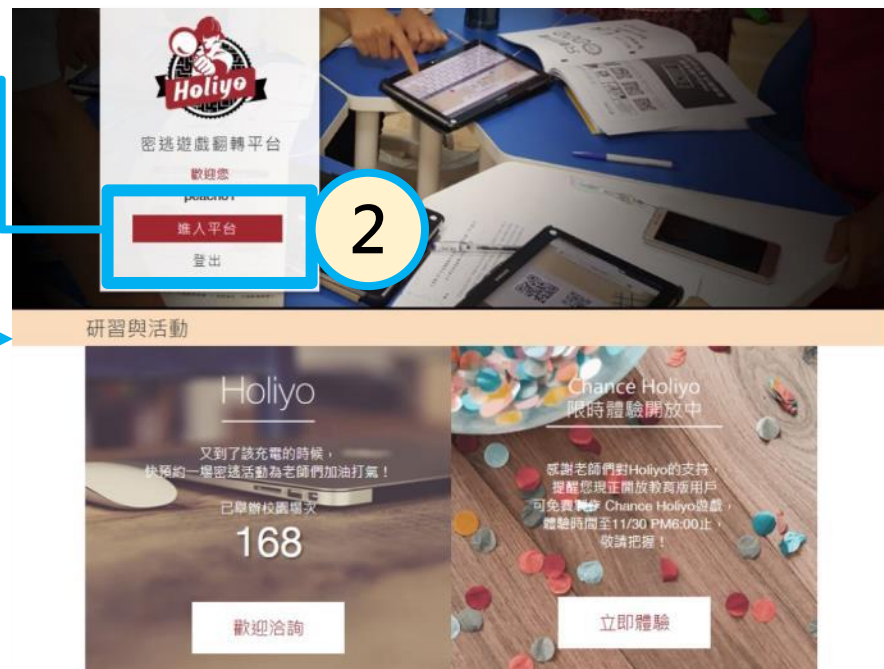 Holiyo
密逃遊戲翻轉平台
歡迎您
進入平台
登出
2
研習與活動
Holiyo
又到了該充電的時候，
快預約一場密逃活動為老師們加油打氣！
已舉辦校園場次
168
歡迎洽詢
Chance Holiyo
限時體驗開放中
感謝老師們對Holiyo的支持，
提醒您現正開放教育版用戶
可免費製作 Chance Holiyo遊戲，
體驗時間至11/30 PM6:00止，
敬請把握！
立即體驗